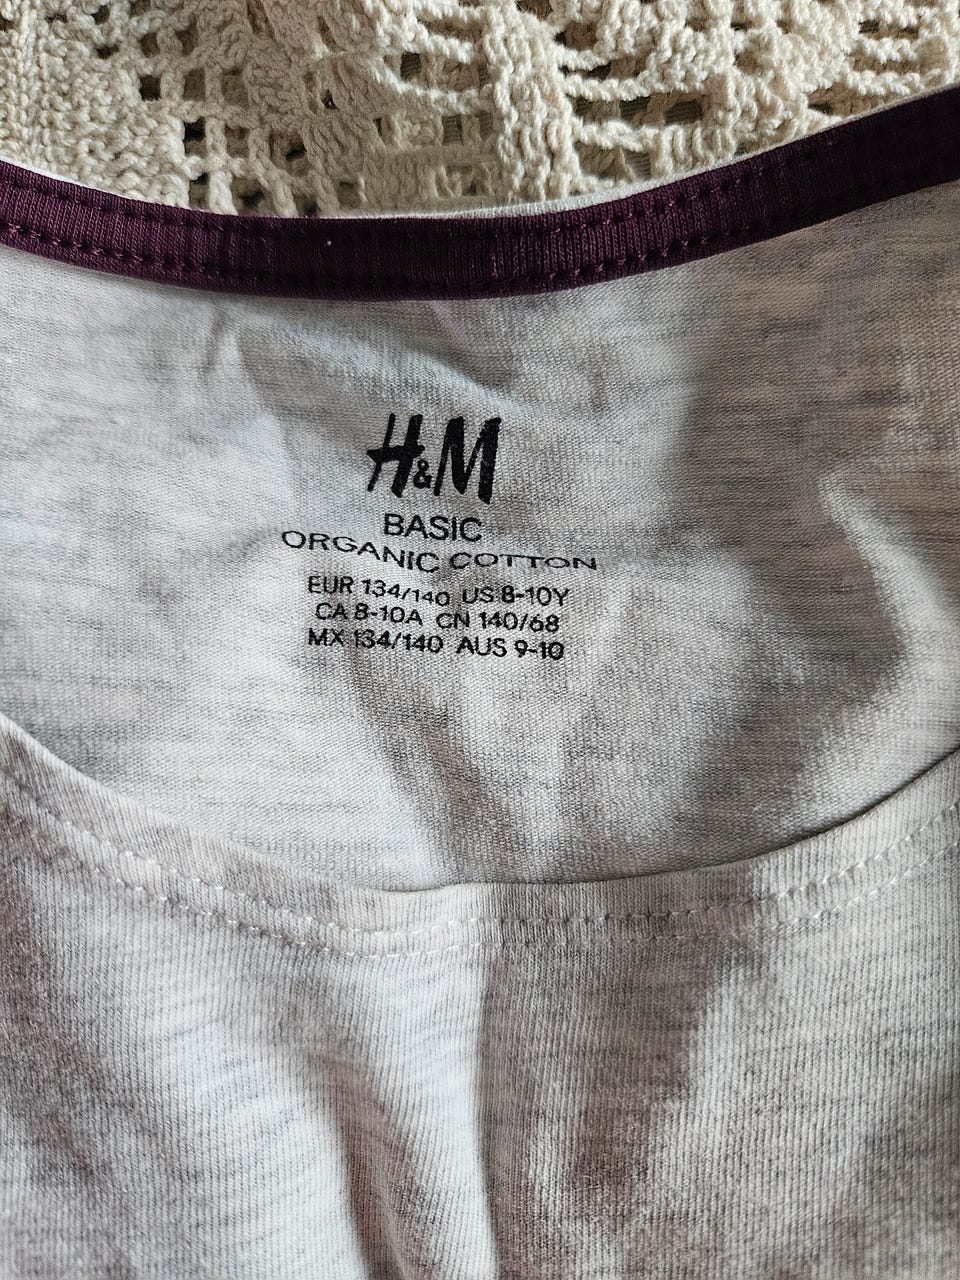 H&M
BASIC
ORGANIC COTTON
EUR 134/140 US 8-10Y
CA 8-10A CN 140/68
MX 134/140 AUS 9-10